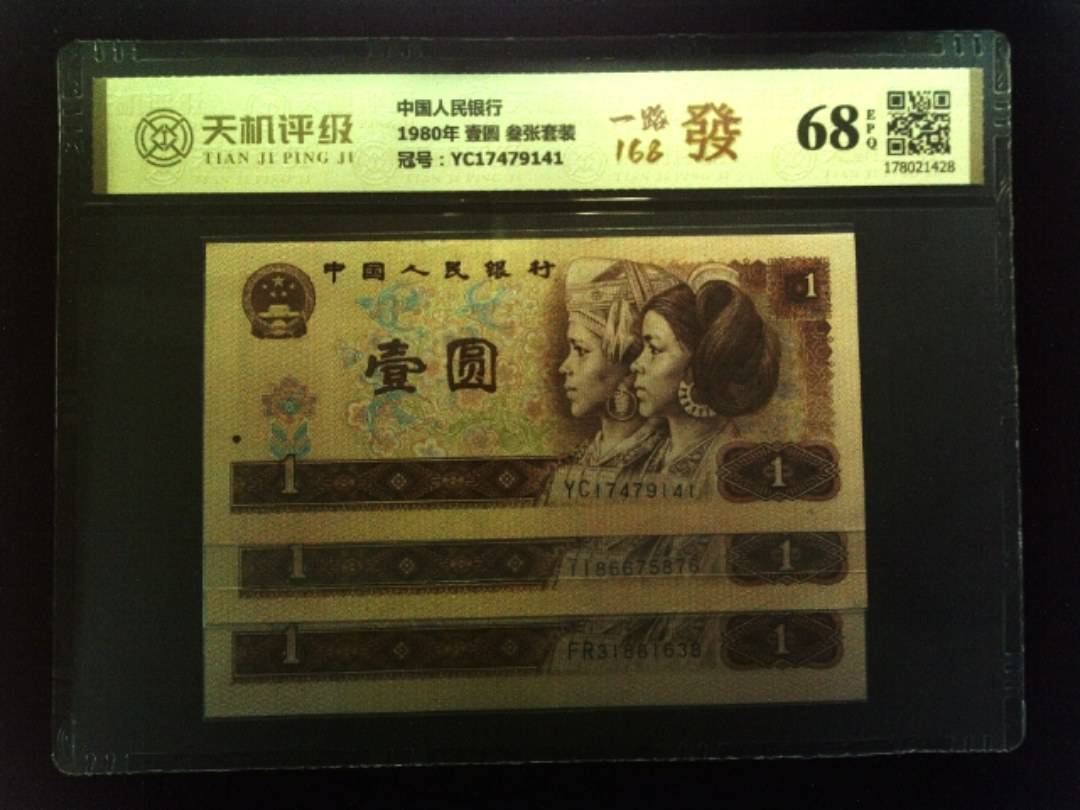 天机评级
TIAN JI PING JI
中国人民银行
1980年 壹圆 叁张套装
冠号：YC17479141
一路
168
發
68
EPQ
178021428
中国人民银行
1
壹圆
1
YC17479141
1
1
86675876
1
1
FR31881638
1